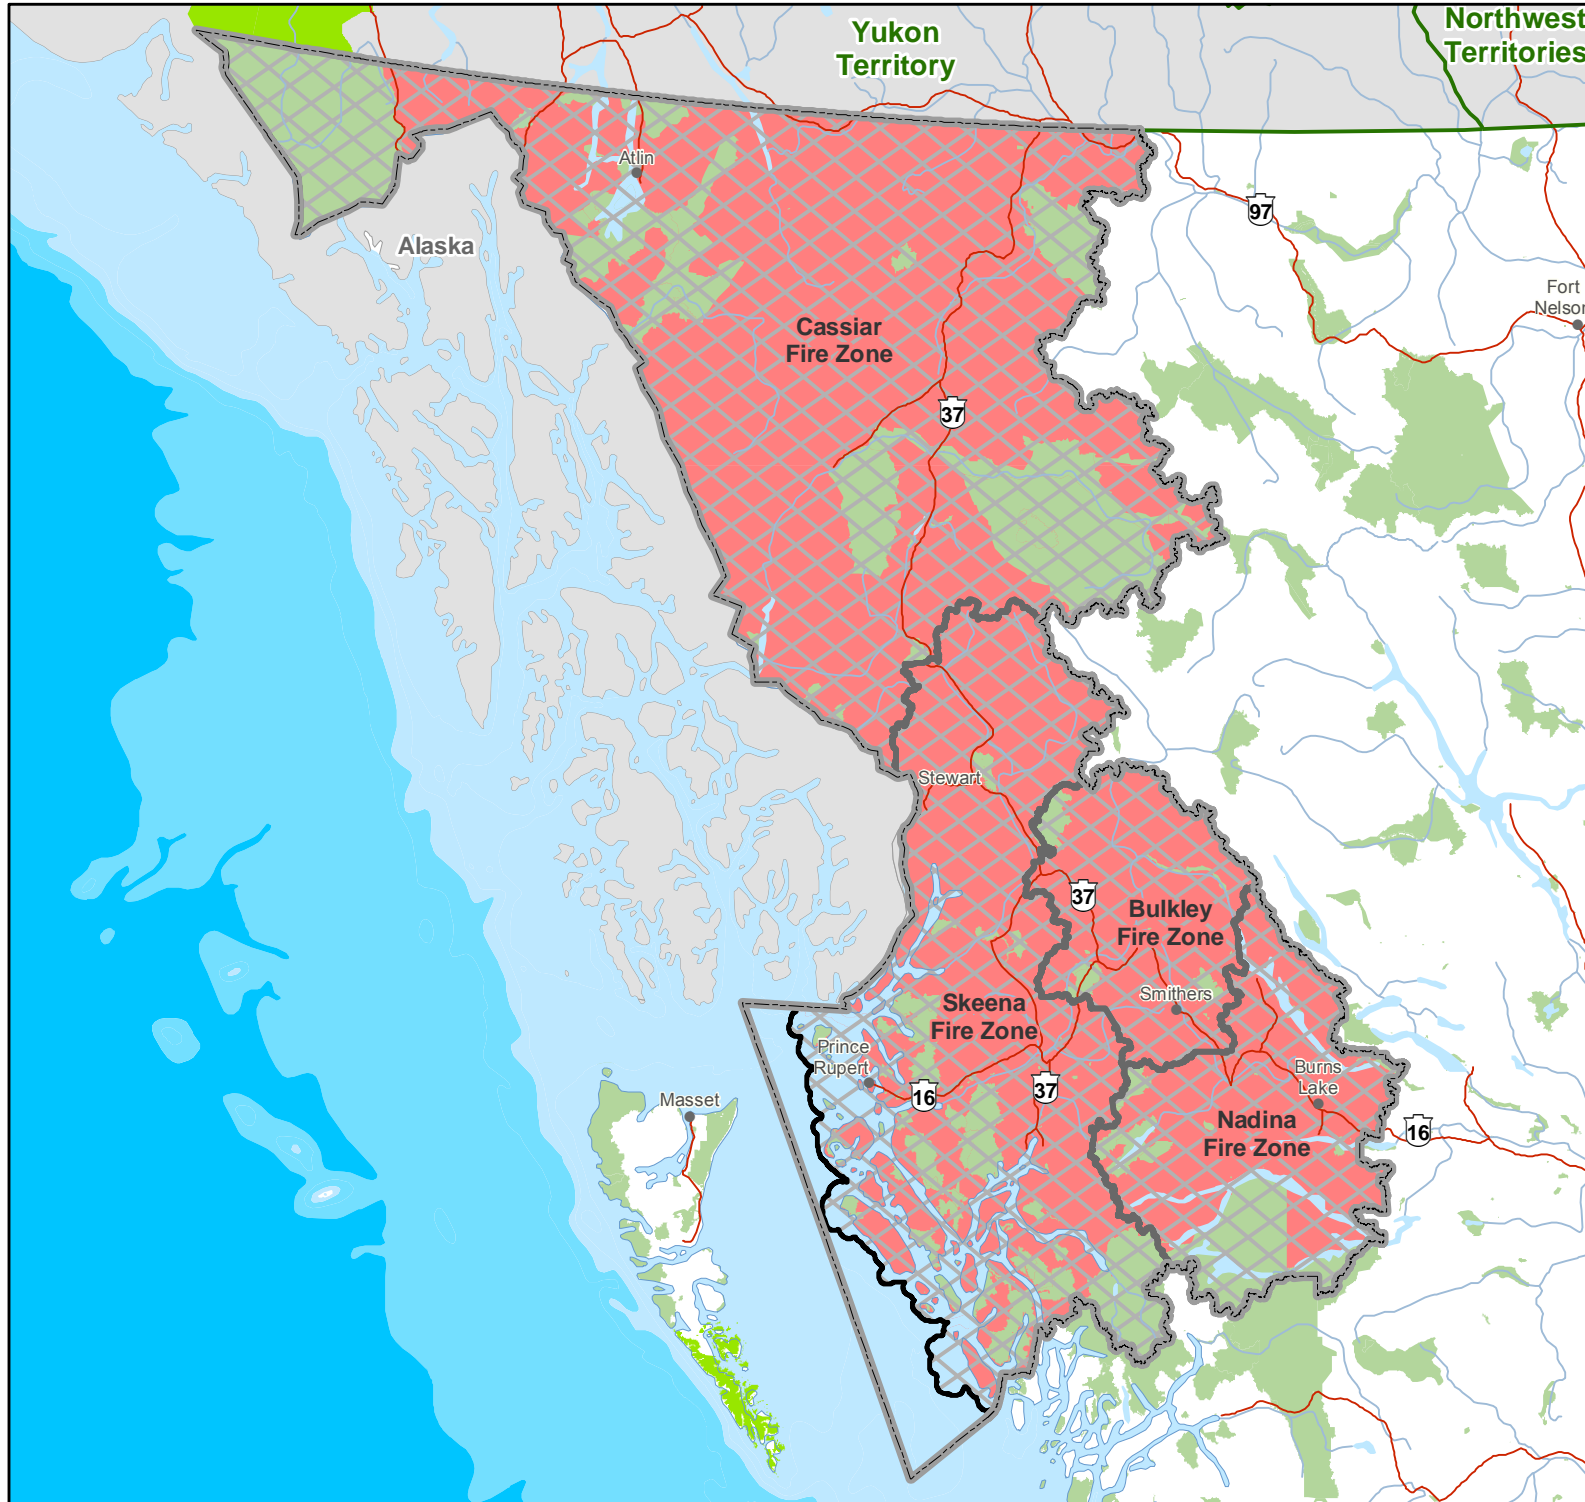 Yukon
Territory
Northwest
Territories
97
Atlin
Alaska
Fort
Nelson
Cassiar
Fire Zone
37
Stewart
37
Bulkley
Fire Zone
Smithers
Skeena
Fire Zone
Prince
Rupert
16
37
Burns
Lake
Masset
Nadina
Fire Zone
16